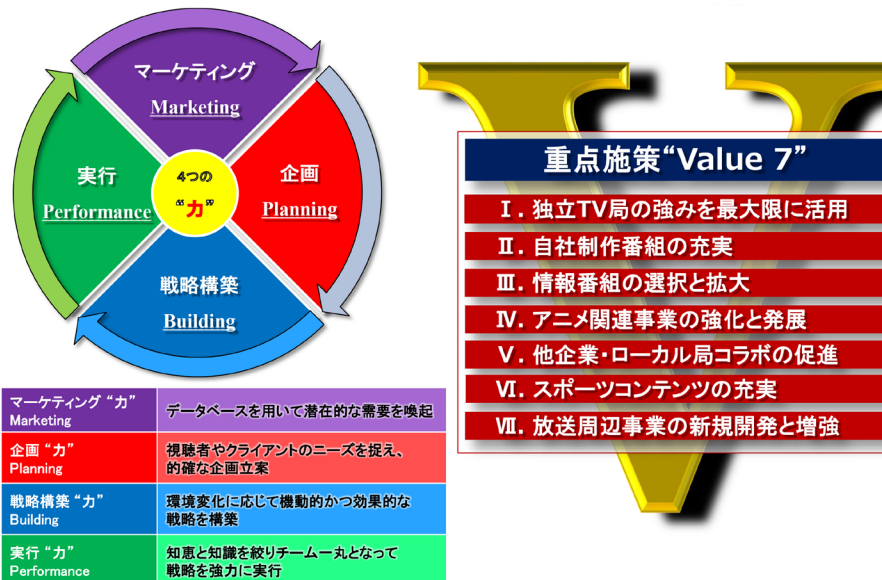 マーケティング
Marketing
企画
Planning
戦略構築
Building
実行
Performance
4つの
“力”
マーケティング “力”
Marketing
データベースを用いて潜在的な需要を喚起
企画 “力”
Planning
視聴者やクライアントのニーズを捉え、
的確な企画立案
戦略構築 “力”
Building
環境変化に応じて機動的かつ効果的な
戦略を構築
実行 “力”
Performance
知恵と知識を絞りチーム一丸となって
戦略を強力に実行
重点施策“Value 7”
Ⅰ．独立TV局の強みを最大限に活用
Ⅱ．自社制作番組の充実
Ⅲ．情報番組の選択と拡大
Ⅳ．アニメ関連事業の強化と発展
Ⅴ．他企業・ローカル局コラボの促進
Ⅵ．スポーツコンテンツの充実
Ⅶ．放送周辺事業の新規開発と増強